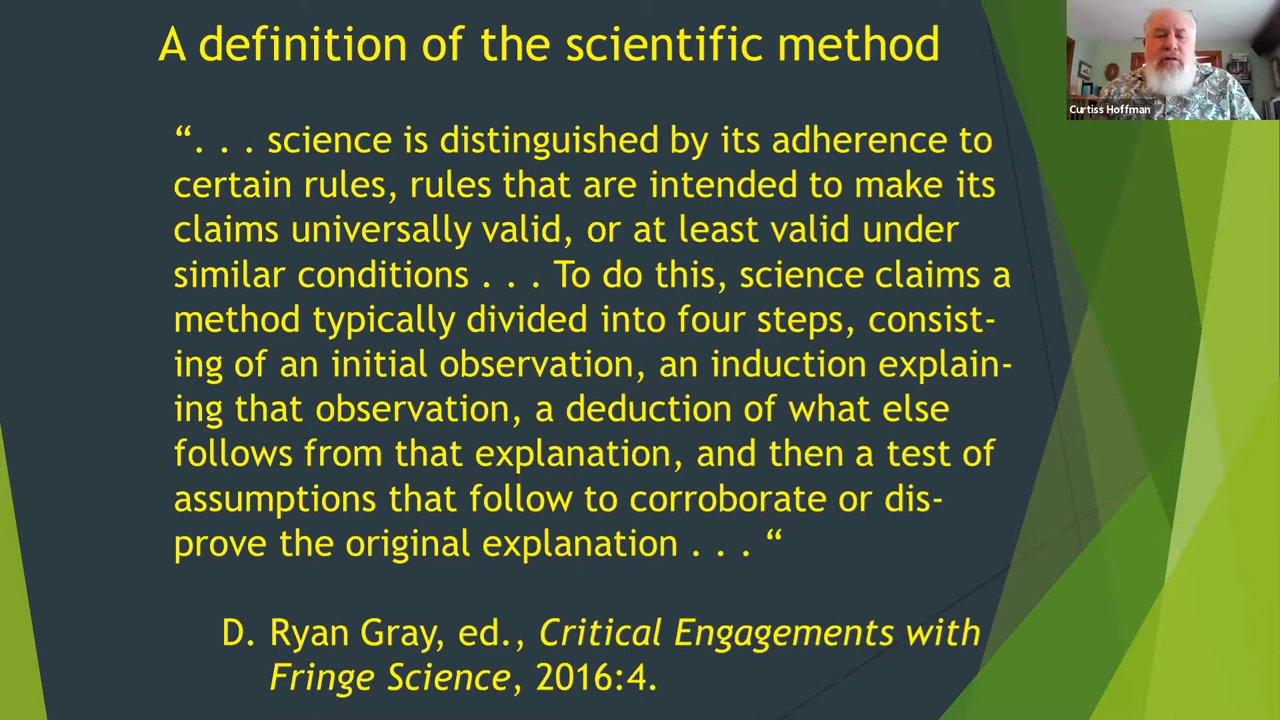 A definition of the scientific method
Curtiss Hoffman
“. . . science is distinguished by its adherence to
certain rules, rules that are intended to make its
claims universally valid, or at least valid under
similar conditions . . . To do this, science claims a
method typically divided into four steps, consist-
ing of an initial observation, an induction explain-
ing that observation, a deduction of what else
follows from that explanation, and then a test of
assumptions that follow to corroborate or dis-
prove the original explanation . . . “
D. Ryan Gray, ed., Critical Engagements with
Fringe Science, 2016:4.